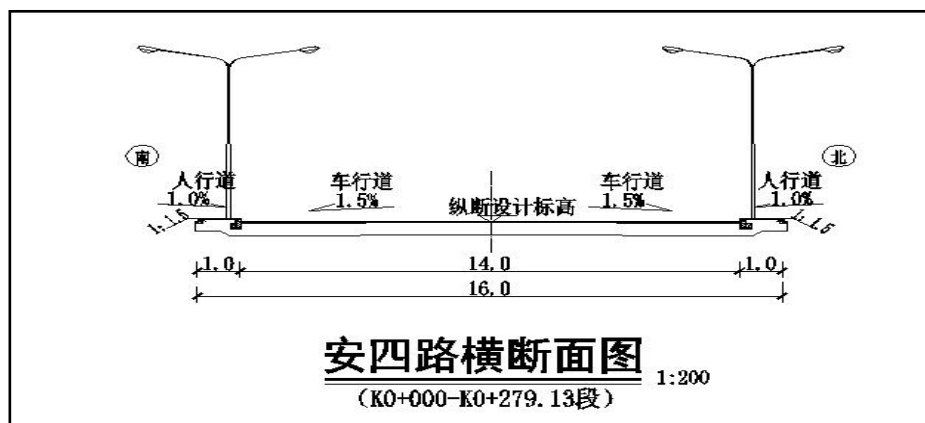 南 北
人行道 车行道 车行道 人行道
1.0% 1.5% 纵断设计标高 1.5% 1.0%
1:1.5 1:1.5
1.0 14.0 1.0
16.0
安四路横断面图 1:200
(K0+000-K0+279.13段)